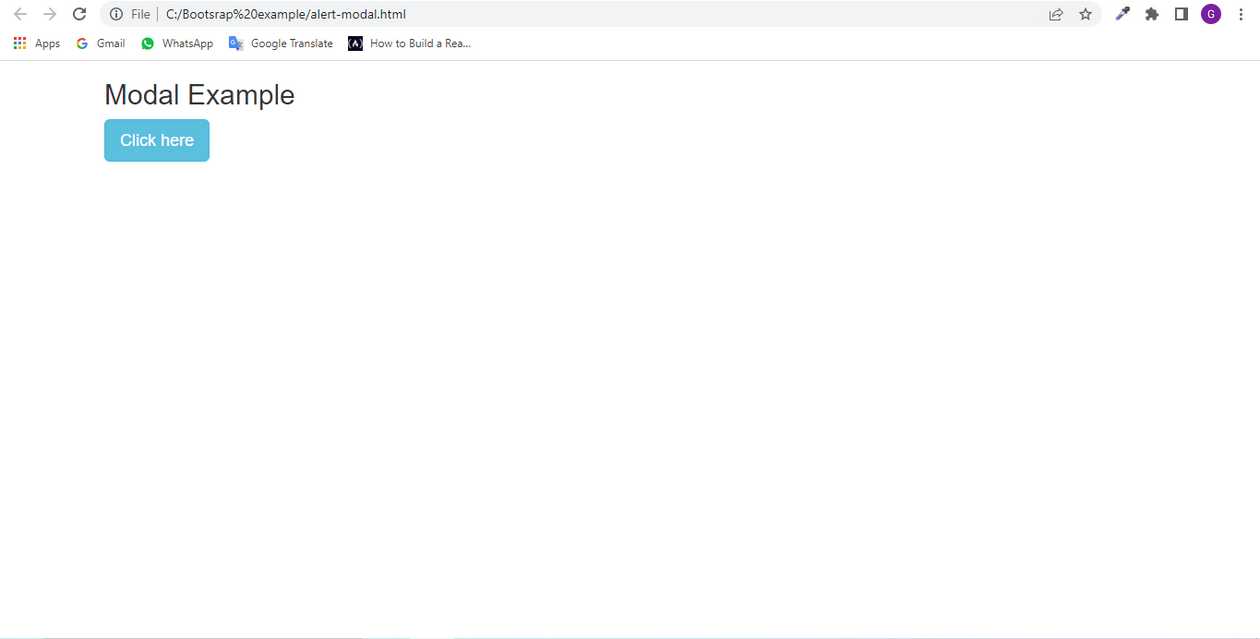 File | C:/Bootsrap%20example/alert-modal.html G
Apps Gmail WhatsApp Google Translate How to Build a Rea...
Modal Example
Click here